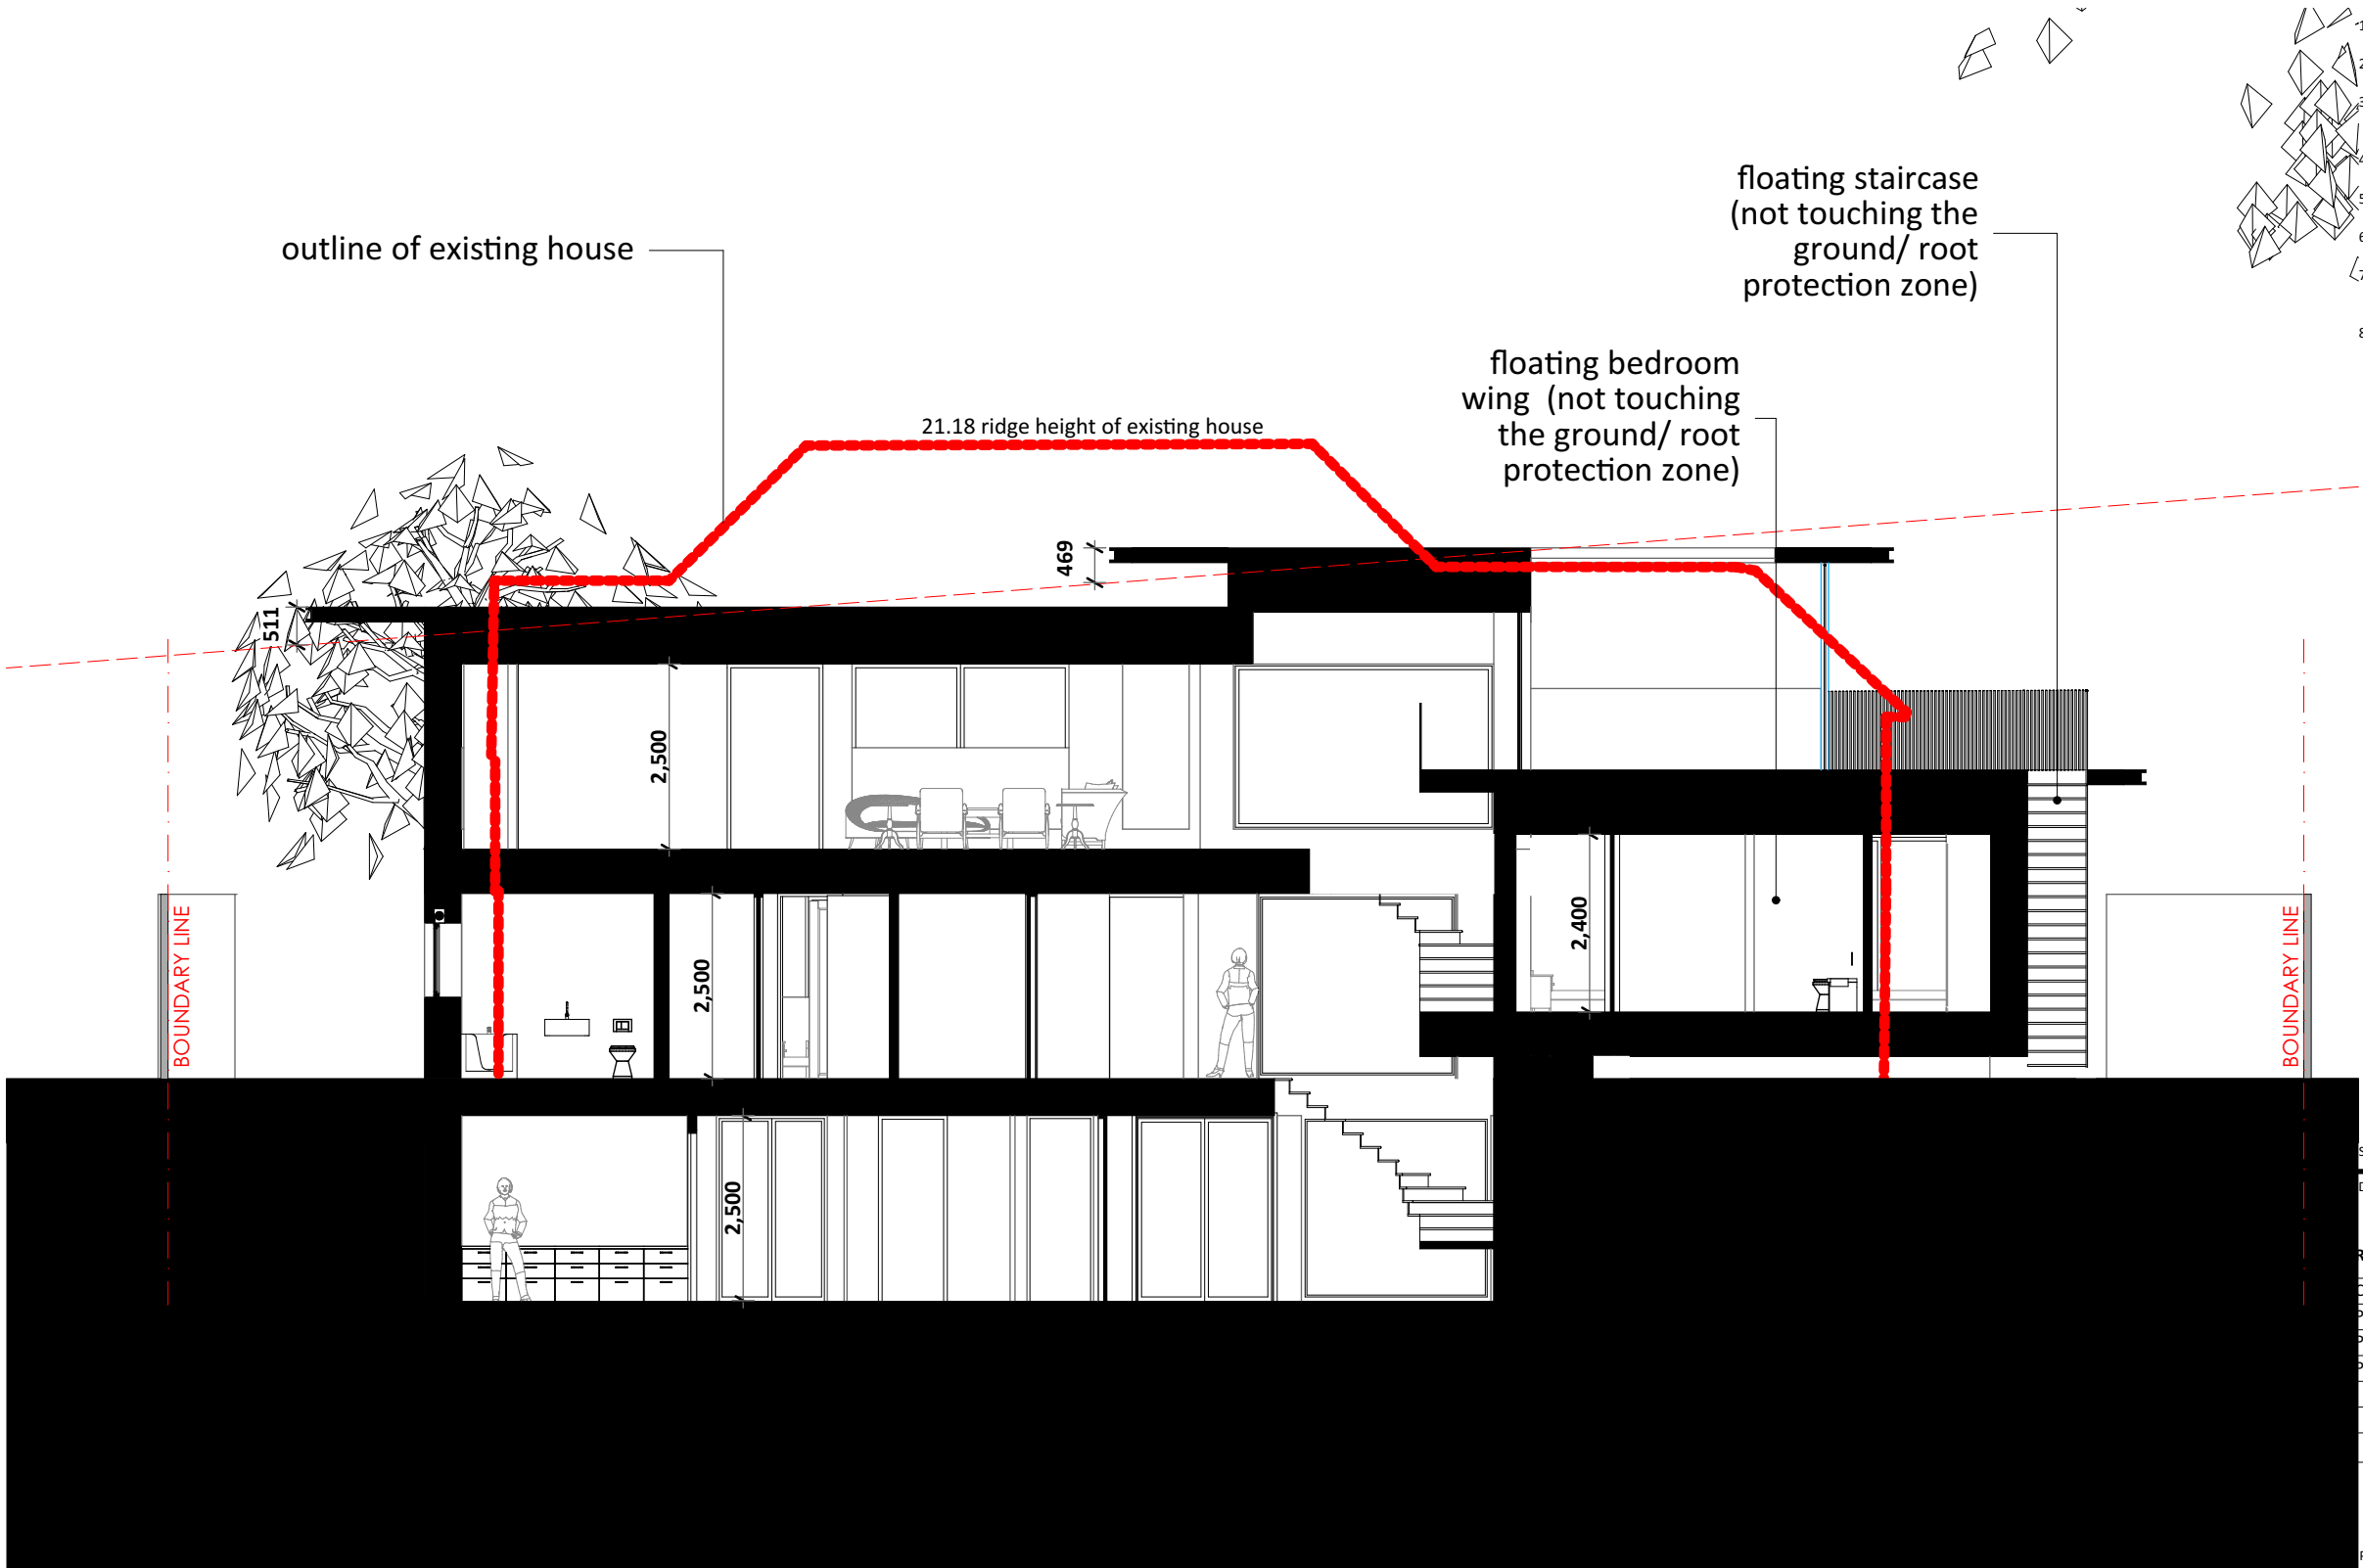 floating staircase
(not touching the
ground/ root
protection zone)
outline of existing house
floating bedroom
wing (not touching
the ground/ root
protection zone)
21.18 ridge height of existing house
469
511
2,500
2,400
2,500
2,500
BOUNDARY LINE
BOUNDARY LINE